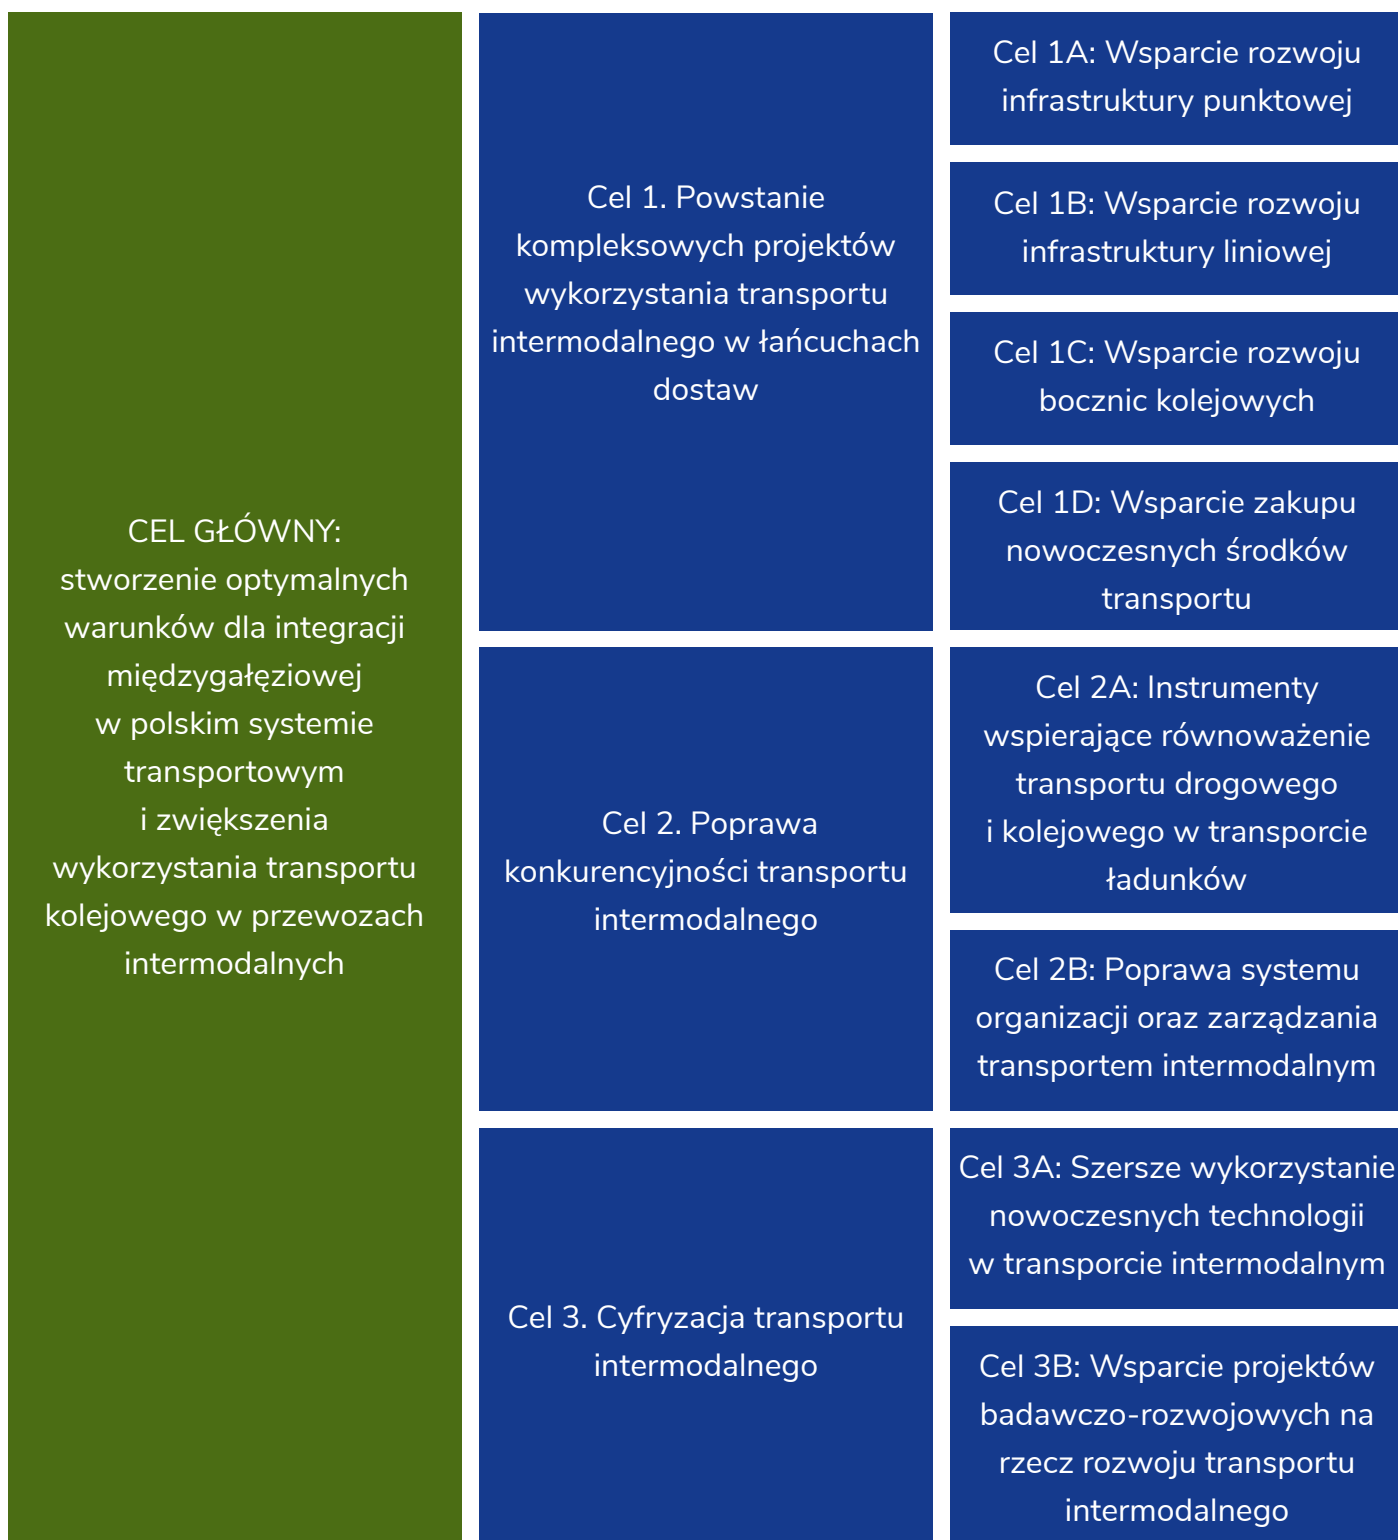 CEL GŁÓWNY:
stworzenie optymalnych
warunków dla integracji
międzygałęziowej
w polskim systemie
transportowym
i zwiększenia
wykorzystania transportu
kolejowego w przewozach
intermodalnych
Cel 1. Powstanie
kompleksowych projektów
wykorzystania transportu
intermodalnego w łańcuchach
dostaw
Cel 1A: Wsparcie rozwoju
infrastruktury punktowej
Cel 1B: Wsparcie rozwoju
infrastruktury liniowej
Cel 1C: Wsparcie rozwoju
bocznic kolejowych
Cel 1D: Wsparcie zakupu
nowoczesnych środków
transportu
Cel 2. Poprawa
konkurencyjności transportu
intermodalnego
Cel 2A: Instrumenty
wspierające równoważenie
transportu drogowego
i kolejowego w transporcie
ładunków
Cel 2B: Poprawa systemu
organizacji oraz zarządzania
transportem intermodalnym
Cel 3. Cyfryzacja transportu
intermodalnego
Cel 3A: Szersze wykorzystanie
nowoczesnych technologii
w transporcie intermodalnym
Cel 3B: Wsparcie projektów
badawczo-rozwojowych na
rzecz rozwoju transportu
intermodalnego